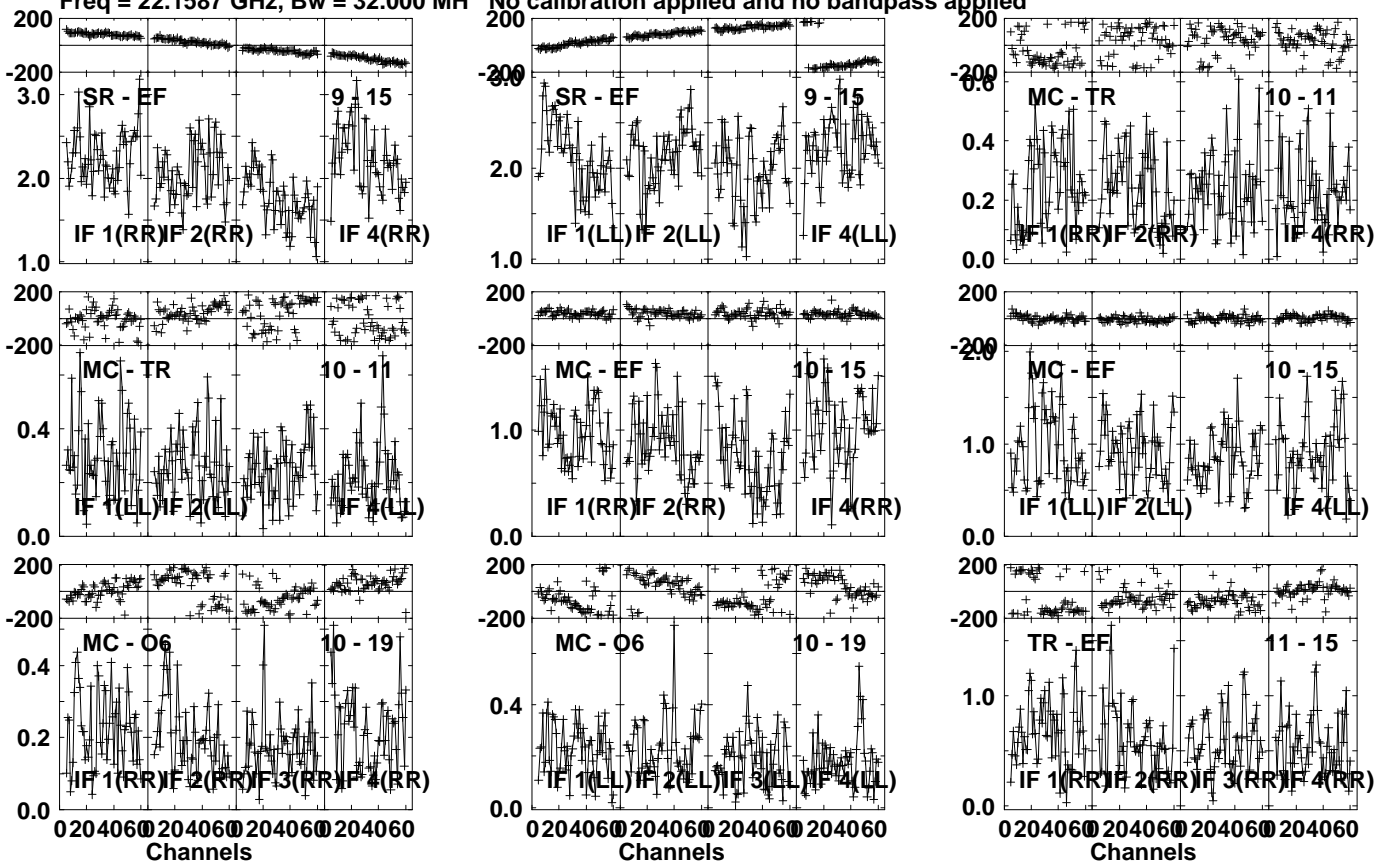 Freq = 22.1587 GHz, Bw = 32.000 MH No calibration applied and no bandpass applied
200 200 200
-200 -200 -200
3.0 SR - EF 9 - 15 3.0 SR - EF 9 - 15 0.6 MC - TR 10 - 11
2.0 2.0 0.4
0.2
IF 1(RR) IF 2(RR) IF 4(RR) IF 1(LL) IF 2(LL) IF 4(LL) IF 1(RR) IF 2(RR) IF 4(RR)
1.0 1.0 0.0
200 200 200
-200 -200 -200
MC - TR 10 - 11 MC - EF 10 - 15 2.0 MC - EF 10 - 15
0.4 1.0 1.0
IF 1(LL) IF 2(LL) IF 4(LL) IF 1(RR) IF 2(RR) IF 4(RR) IF 1(LL) IF 2(LL) IF 4(LL)
0.0 0.0 0.0
200 200 200
-200 -200 -200
MC - O6 10 - 19 MC - O6 10 - 19 TR - EF 11 - 15
0.4 0.4 1.0
0.2
IF 1(RR) IF 2(RR) IF 3(RR) IF 4(RR) IF 1(LL) IF 2(LL) IF 3(LL) IF 4(LL) IF 1(RR) IF 2(RR) IF 3(RR) IF 4(RR)
0.0 0.0 0.0
0 20 40 60 0 20 40 60 0 20 40 60 0 20 40 60 0 20 40 60 0 20 40 60 0 20 40 60 0 20 40 60 0 20 40 60 0 20 40 60 0 20 40 60 0 20 40 60
Channels Channels Channels